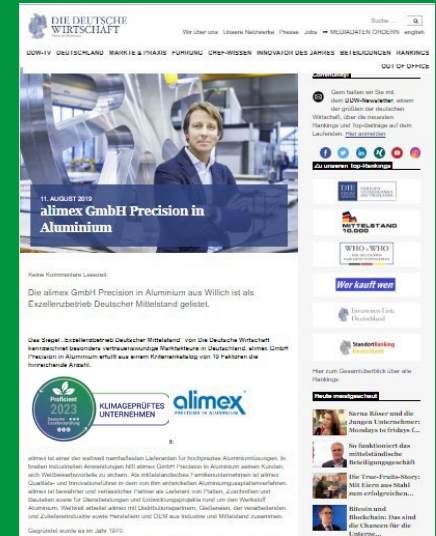 DIE DEUTSCHE
WIRTSCHAFT
Suche ...
Wir über uns Unsere Netzwerke Presse Jobs ➡ MEDIADATEN ORDERN english
DDW-TV DEUTSCHLAND MÄRKTE & PRAXIS FÜHRUNG CHEF-WISSEN INNOVATOR DES JAHRES BETEILIGUNGEN RANKINGS
OUT OF OFFICE
11. AUGUST 2019
alimex GmbH Precision in
Aluminium
Keine Kommentare Lesezeit:
Die alimex GmbH Precision in Aluminium aus Willich ist als
Exzellenzbetrieb Deutscher Mittelstand gelistet.
Das Siegel „Exzellenzbetrieb Deutscher Mittelstand“ von Die Deutsche Wirtschaft
kennzeichnet besonders vertrauenswürdige Marktakteure in Deutschland. alimex GmbH
Precision in Aluminium erfüllt aus einem Kriterienkatalog von 19 Faktoren die
hinreichende Anzahl.
Proficient
2023
KLIMAGEPRÜFTES
UNTERNEHMEN
alimex
PRECISION IN ALUMINIUM
alimex ist einer der weltweit namhaftesten Lieferanten für hochpräzise Aluminiumlösungen. In
breiten industriellen Anwendungen hilft alimex GmbH Precision in Aluminium seinen Kunden,
sich Wettbewerbsvorteile zu sichern. Als mittelständisches Familienunternehmen ist alimex
Qualitäts- und Innovationsführer in dem von ihm entwickelten Aluminiumgussplattenverfahren.
alimex ist bewährter und verlässlicher Partner als Lieferant von Platten, Zuschnitten und
Bauteilen sowie für Dienstleistungen und Entwicklungsprojekte rund um den Werkstoff
Aluminium. Weltweit arbeitet alimex mit Distributionspartnern, Gießereien, der verarbeitenden
und Zulieferindustrie sowie Herstellern und OEM aus Industrie und Mittelstand zusammen.
Gegründet wurde es im Jahr 1970.
Gern halten wir Sie mit
dem DDW-Newsletter, einem
der größten der deutschen
Wirtschaft, über die neuesten
Rankings und Top-Beiträge auf dem
Laufenden. Hier anmelden
Zu unseren Top-Rankings
DIE
MITTELSTAND
10.000
WHO is WHO
Wer kauft wen
Investoren-Liste
Deutschland
StandortRanking
Deutschland
Hier zum Gesamtüberblick über alle
Rankings
Heute meistgesehen!
Sarna Röser und die
Jungen Unternehmer:
Mondays to fridays f...
So funktioniert das
mittelständische
Beteiligungsgeschäft
Die True-Fruits-Story:
Mit Eiern aus Stahl
zum erfolgreichen...
Bitcoin und
Blockchain: Das sind
die Chancen für die
Unterne...